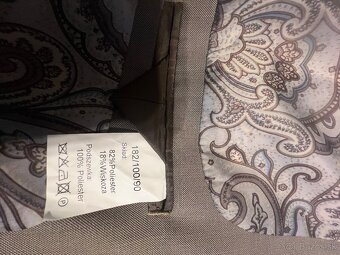 182/100/90
Skład:
82%Poliester
18%Wiskoza
Podszewka:
100% Poliester